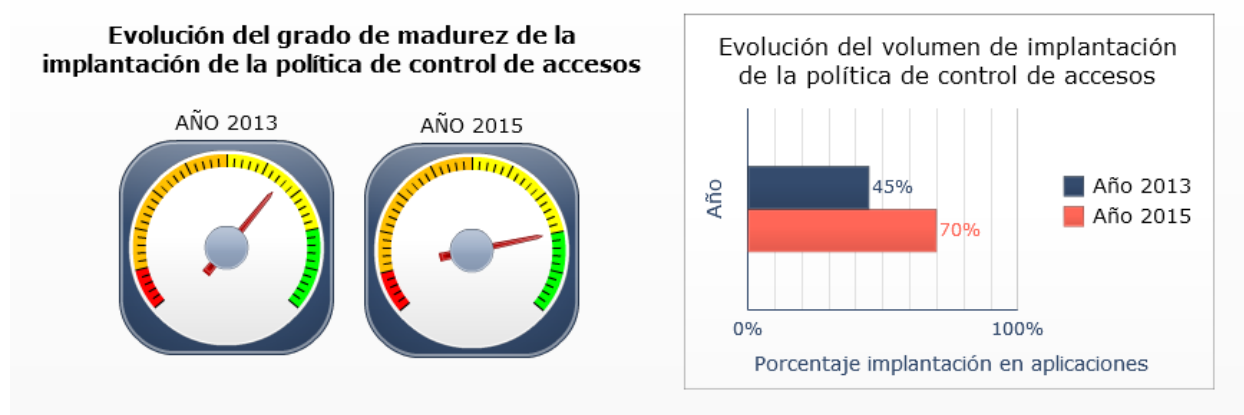 Evolución del grado de madurez de la
implantación de la política de control de accesos
AÑO 2013
AÑO 2015
Evolución del volumen de implantación
de la política de control de accesos
Año
45%
70%
Año 2013
Año 2015
0%
100%
Porcentaje implantación en aplicaciones